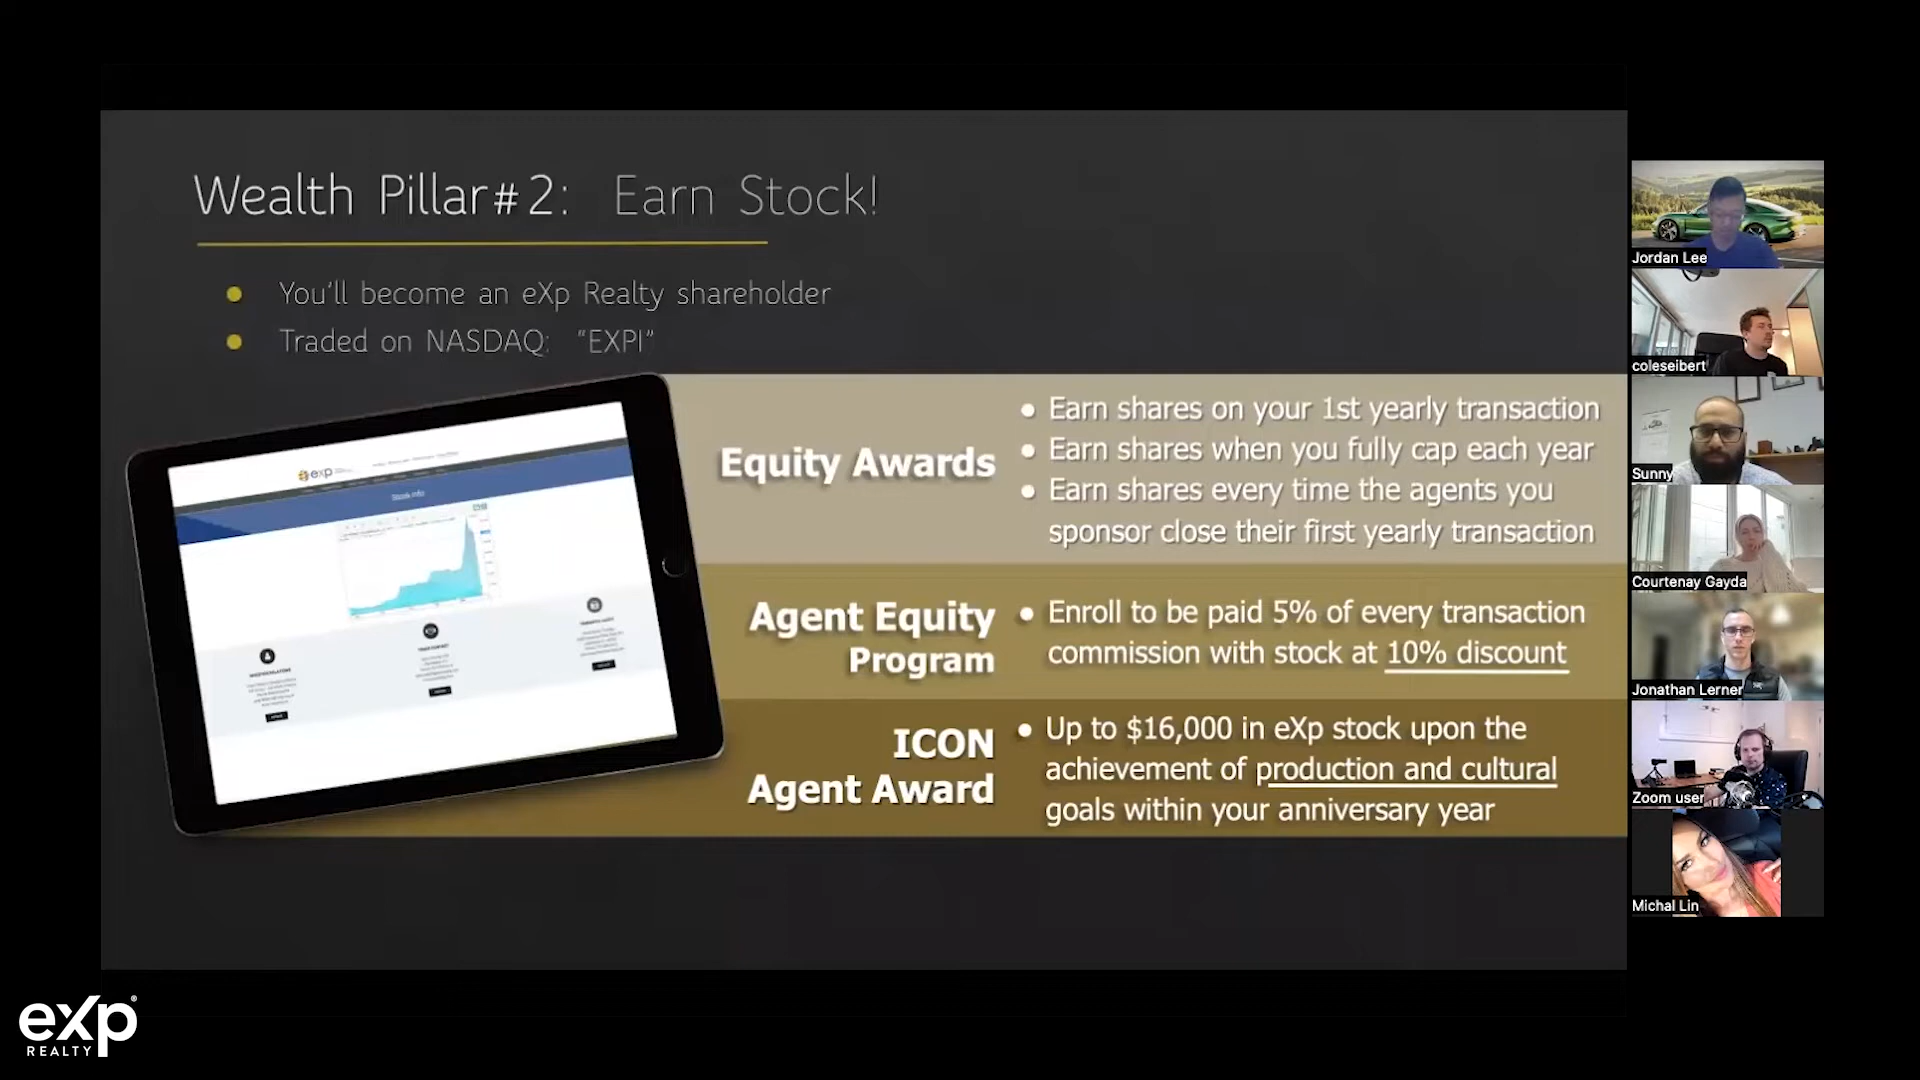 Wealth Pillar# 2: Earn Stock!
You'll become an eXp Realty shareholder
Traded on NASDAQ: "EXPI"
exp
Stock Info
Equity Awards
Earn shares on your 1st yearly transaction
Earn shares when you fully cap each year
Earn shares every time the agents you
sponsor close their first yearly transaction
Agent Equity
Program
Enroll to be paid 5% of every transaction
commission with stock at 10% discount
ICON
Agent Award
Up to $16,000 in eXp stock upon the
achievement of production and cultural
goals within your anniversary year
Jordan Lee
coleseibert
Sunny
Courtenay Gayda
Jonathan Lerner
Zoom user
Michal Lin
eXp®
REALTY